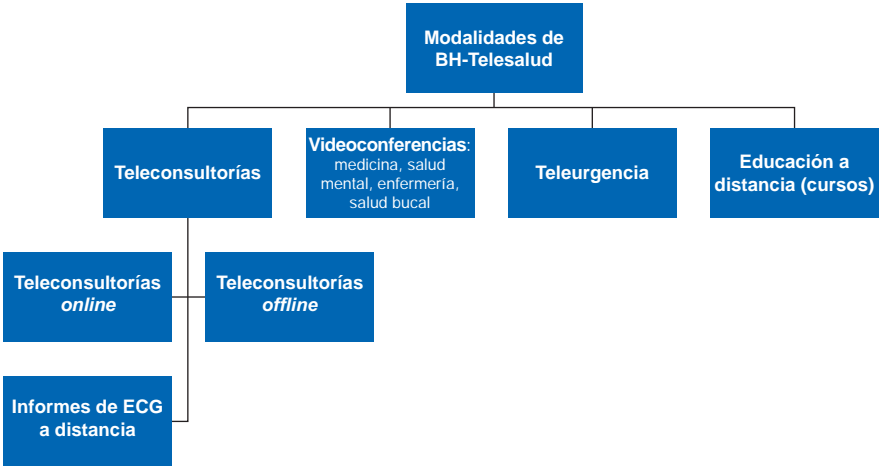 Modalidades de
BH-Telesalud
Teleconsultorías
Videoconferencias:
medicina, salud
mental, enfermería,
salud bucal
Teleurgencia
Educación a
distancia (cursos)
Teleconsultorías
online
Teleconsultorías
offline
Informes de ECG
a distancia